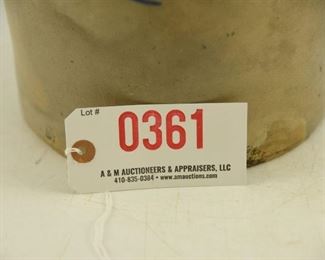 Lot #
0361
A & M AUCTIONEERS & APPRAISERS, LLC
410-835-0384 • www.amauctions.com